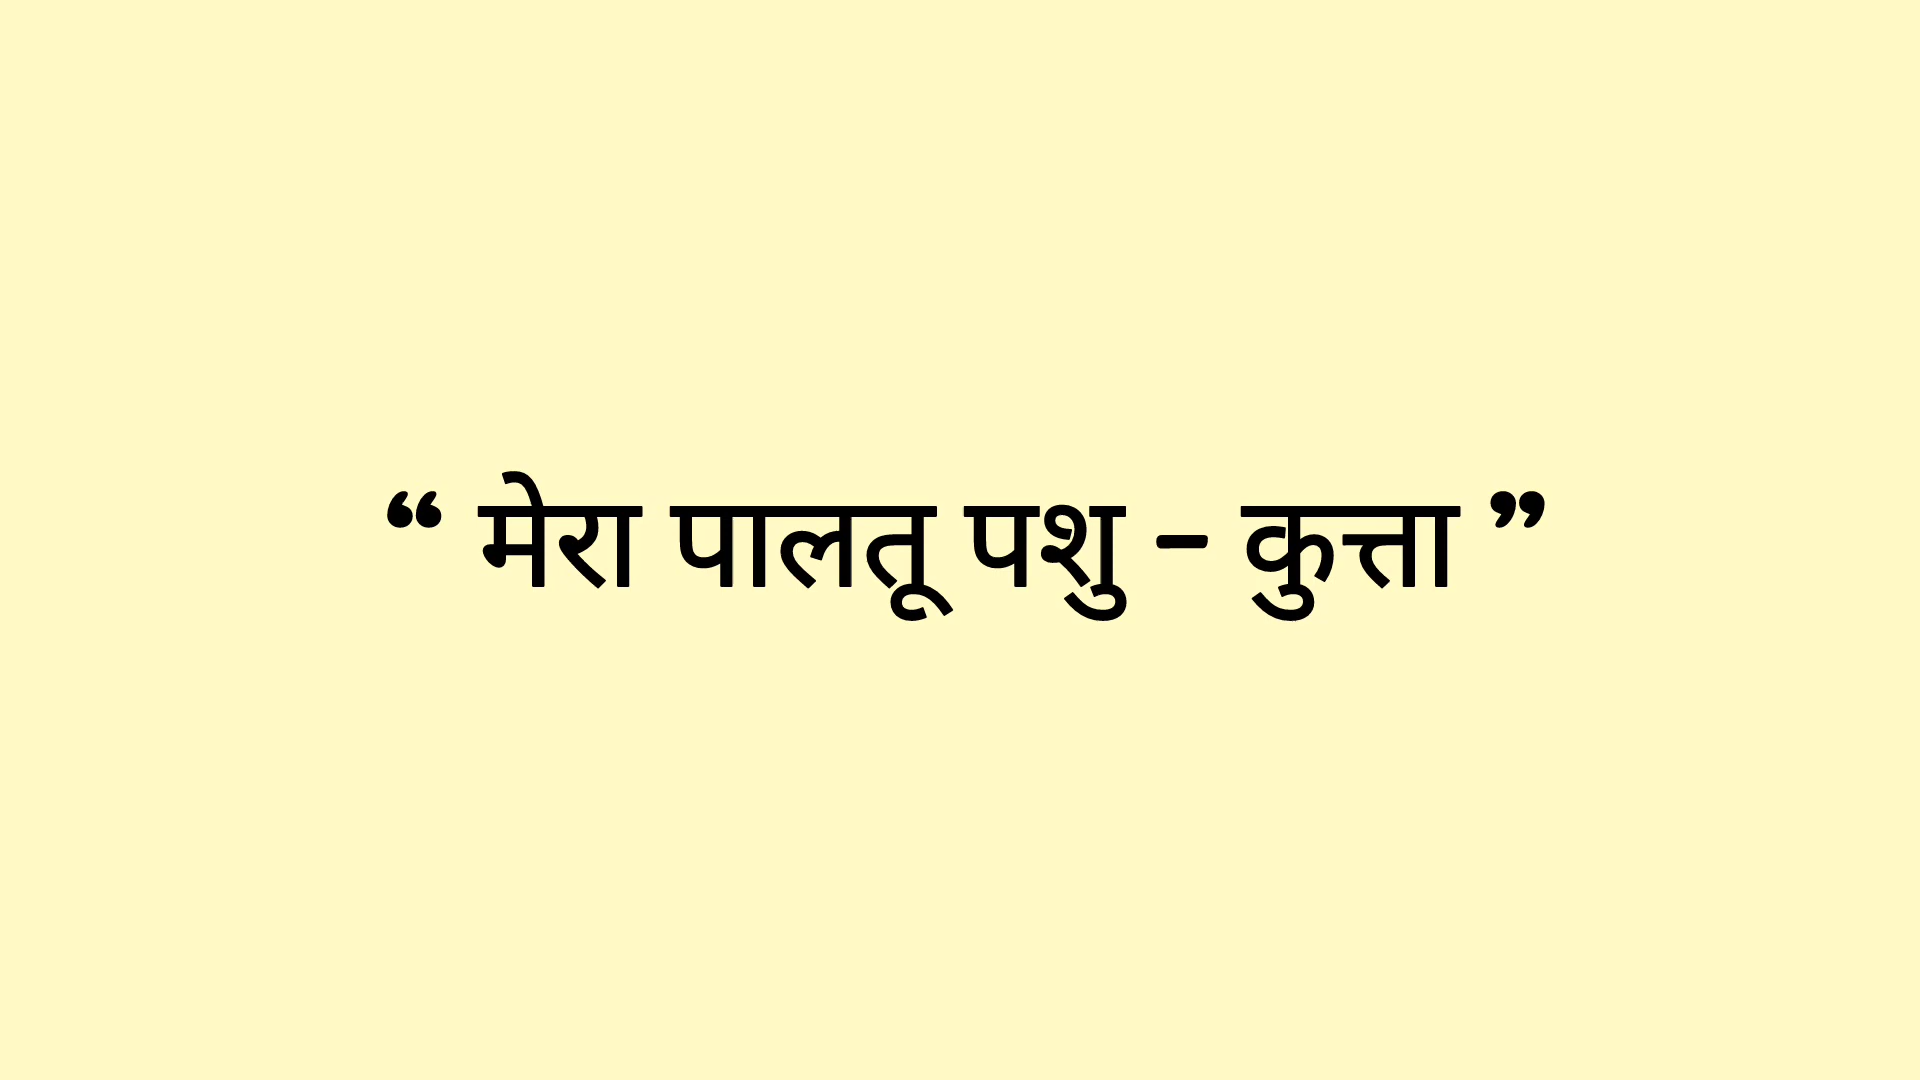 “ मेरा पालतू पशु - कुत्ता ”